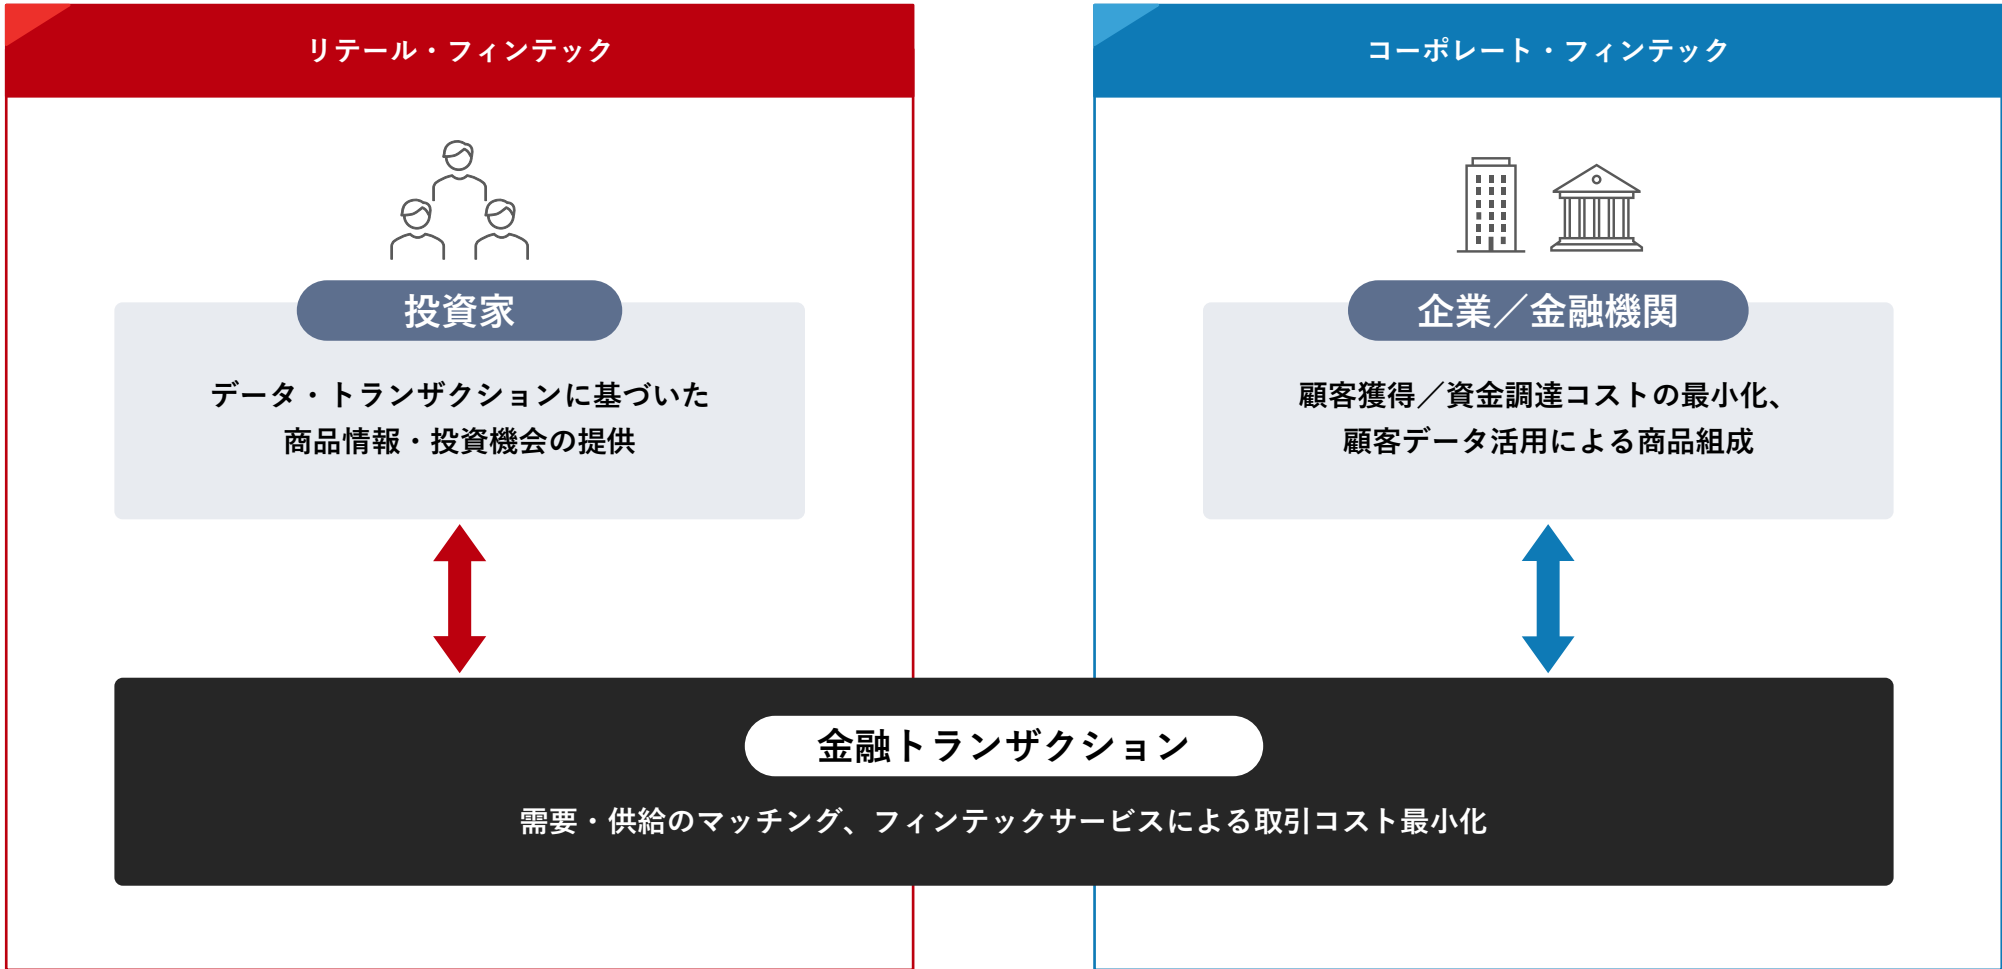 リテール・フィンテック
投資家
データ・トランザクションに基づいた
商品情報・投資機会の提供
コーポレート・フィンテック
企業／金融機関
顧客獲得／資金調達コストの最小化、
顧客データ活用による商品組成
金融トランザクション
需要・供給のマッチング、フィンテックサービスによる取引コスト最小化